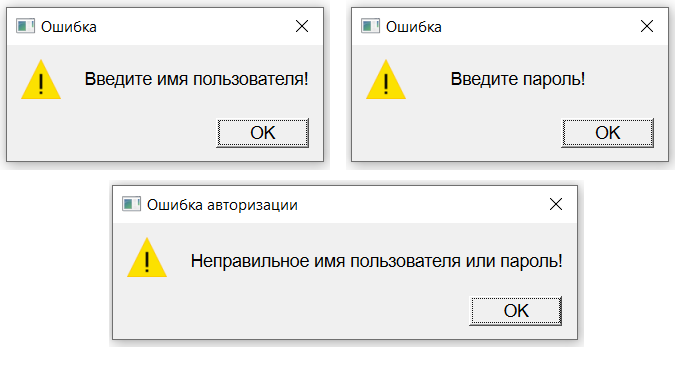 Ошибка
Введите имя пользователя!
OK
Ошибка
Введите пароль!
OK
Ошибка авторизации
Неправильное имя пользователя или пароль!
OK